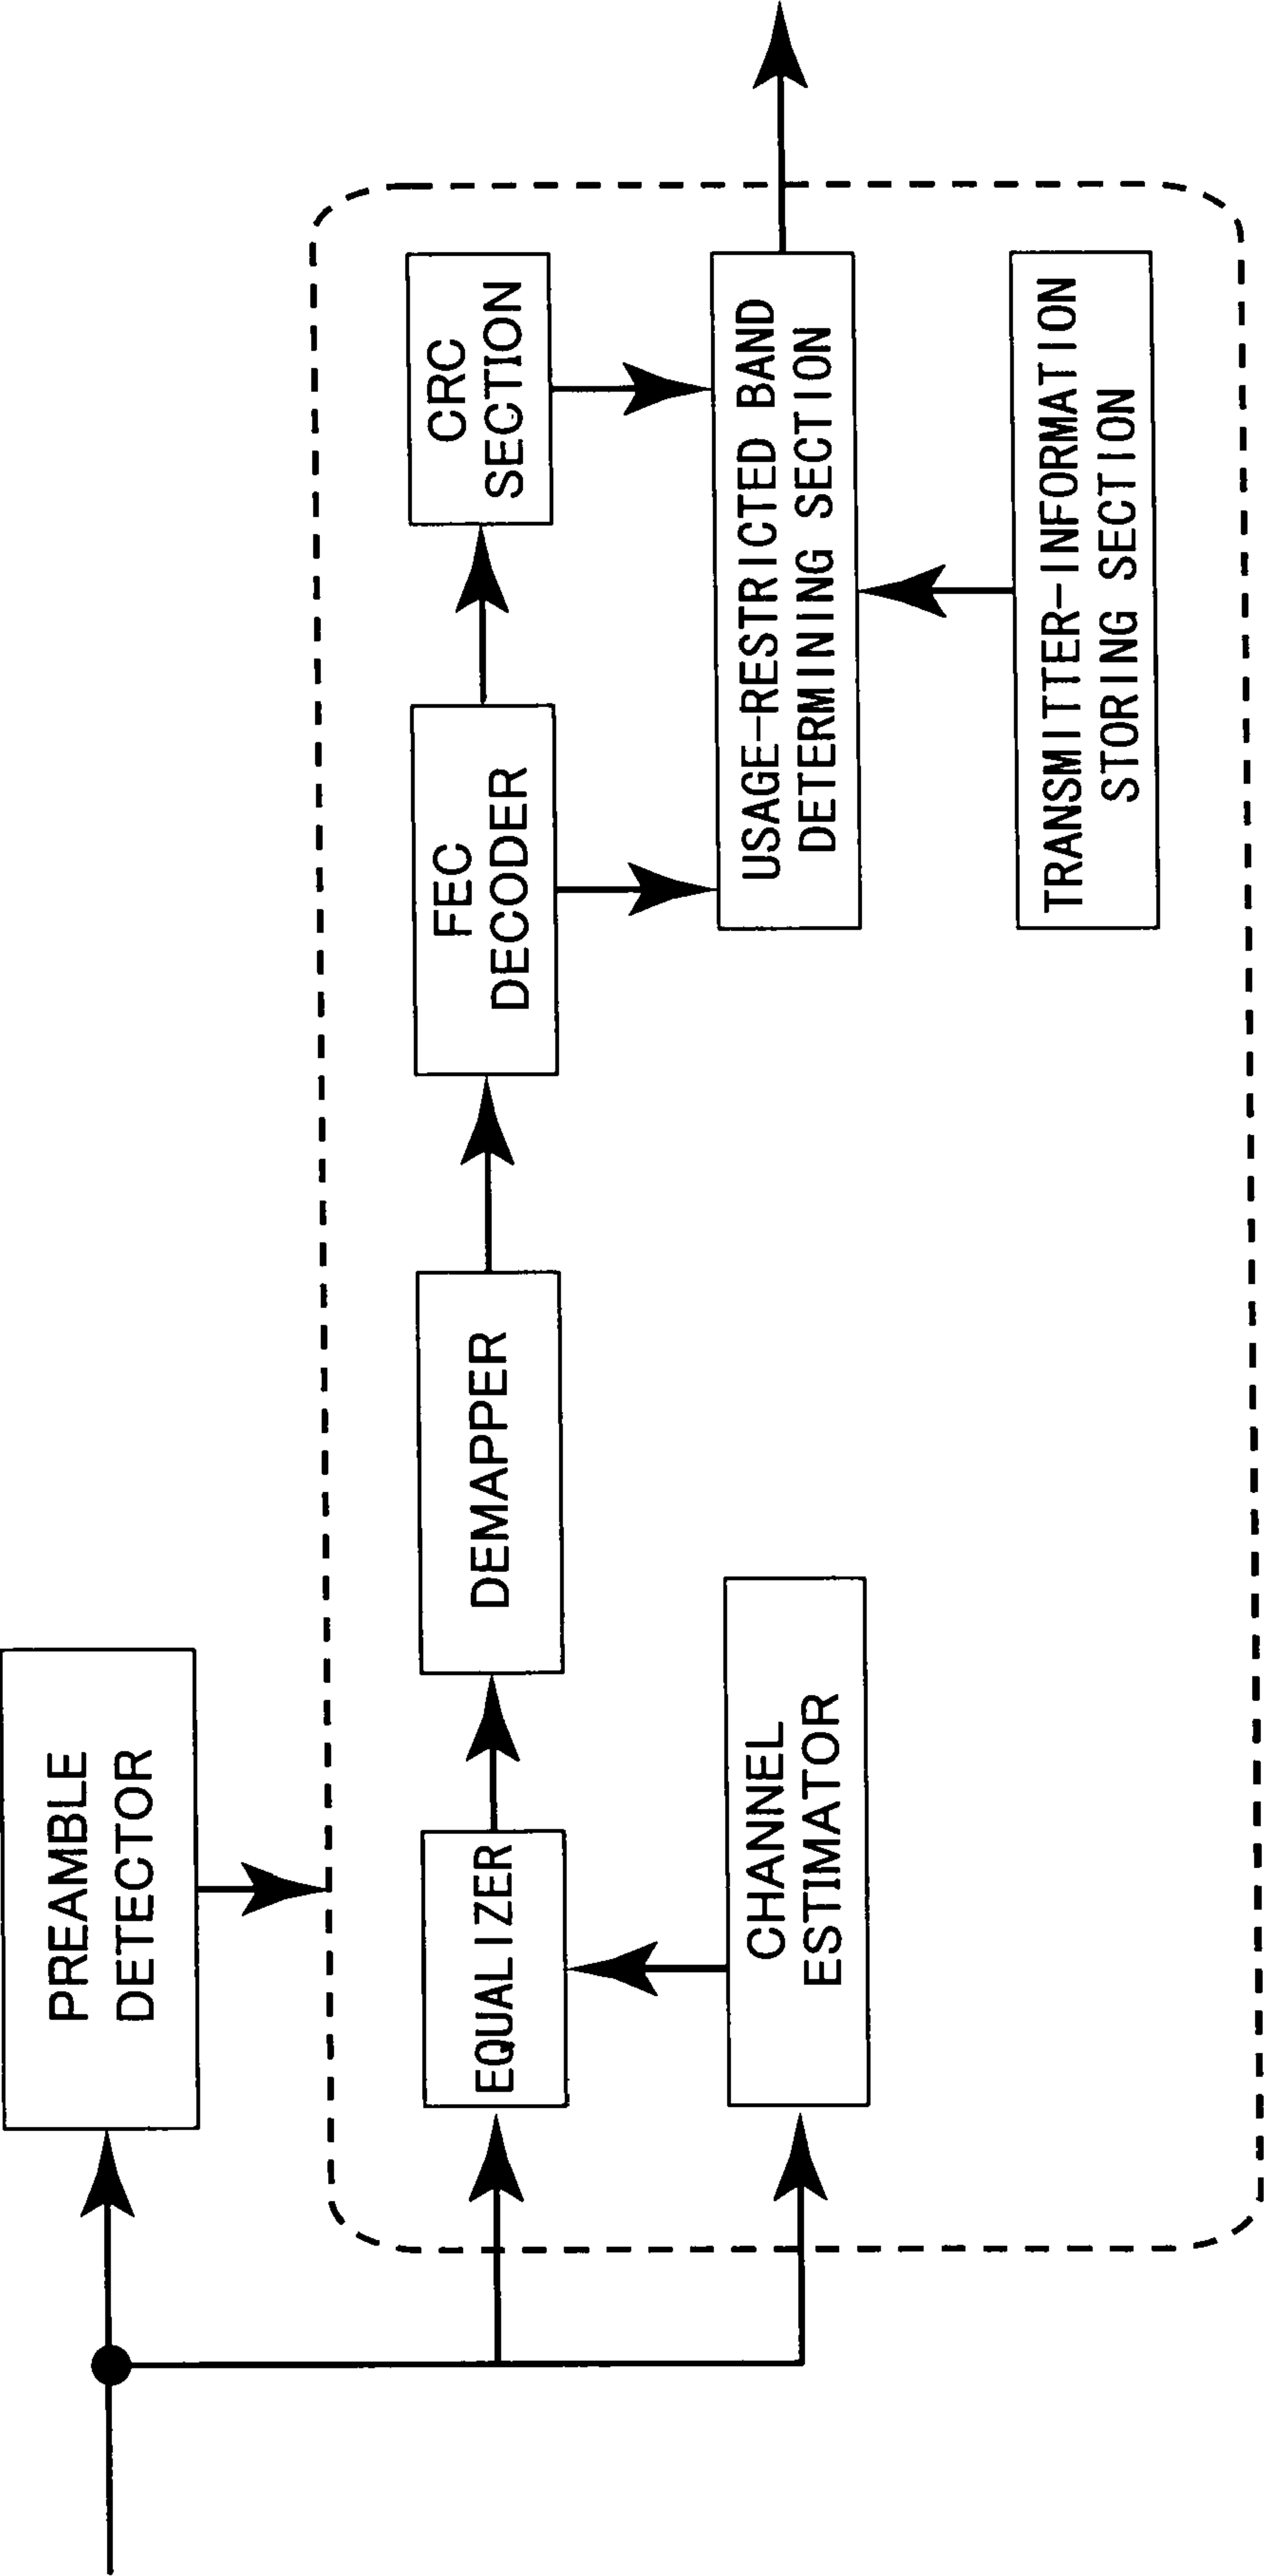 PREAMBLE
DETECTOR
EQUALIZER
DEMAPPER
FEC
DECODER
CRC
SECTION
CHANNEL
ESTIMATOR
USAGE-RESTRICTED BAND
DETERMINING SECTION
TRANSMITTER-INFORMATION
STORING SECTION